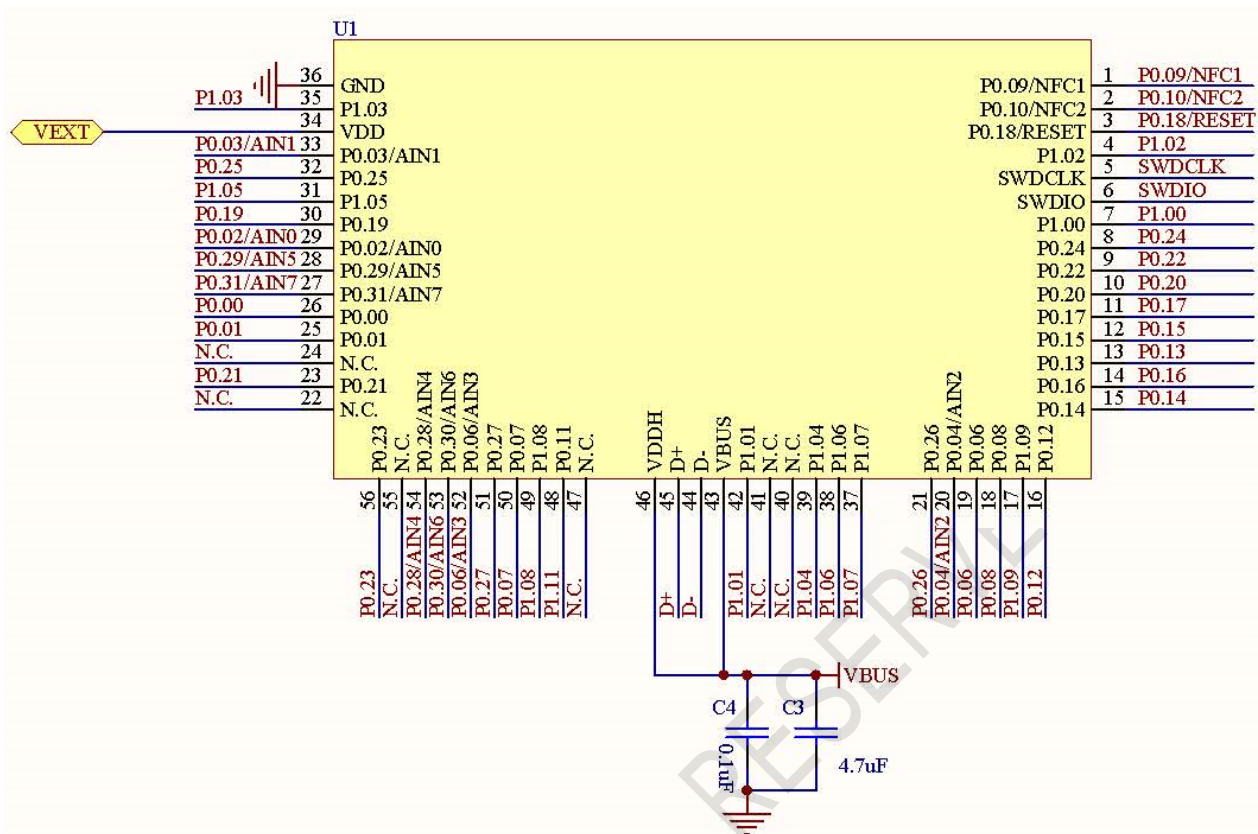 U1
36 GND
P1.03 35 P1.03
VEXT 34 VDD
P0.03/AIN1 33 P0.03/AIN1
P0.25 32 P0.25
P1.05 31 P1.05
P0.19 30 P0.19
P0.02/AIN0 29 P0.02/AIN0
P0.29/AIN5 28 P0.29/AIN5
P0.31/AIN7 27 P0.31/AIN7
P0.00 26 P0.00
P0.01 25 P0.01
N.C. 24 N.C.
P0.21 23 P0.21
N.C. 22 N.C.
P0.09/NFC1 1 P0.09/NFC1
P0.10/NFC2 2 P0.10/NFC2
P0.18/RESET 3 P0.18/RESET
P1.02 4 P1.02
SWDCLK 5 SWDCLK
SWDIO 6 SWDIO
P1.00 7 P1.00
P0.24 8 P0.24
P0.22 9 P0.22
P0.20 10 P0.20
P0.17 11 P0.17
P0.15 12 P0.15
P0.13 13 P0.13
P0.16 14 P0.16
P0.14 15 P0.14
P0.23 56 P0.23
N.C. 55 N.C.
P0.28/AIN4 54 P0.28/AIN4
P0.30/AIN6 53 P0.30/AIN6
P0.06/AIN3 52 P0.06/AIN3
P0.27 51 P0.27
P0.07 50 P0.07
P1.08 49 P1.08
P0.11 48 P1.11
N.C. 47 N.C.
VDDH 46
D+ 45 D+
D- 44 D-
VBUS 43
P1.01 42 P1.01
N.C. 41 N.C.
N.C. 40 N.C.
P1.04 39 P1.04
P1.06 38 P1.06
P1.07 37 P1.07
P0.26 21 P0.26
P0.04/AIN2 20 P0.04/AIN2
P0.06 19 P0.06
P0.08 18 P0.08
P1.09 17 P1.09
P0.12 16 P0.12
VBUS
C4 C3
0.1uF
4.7uF